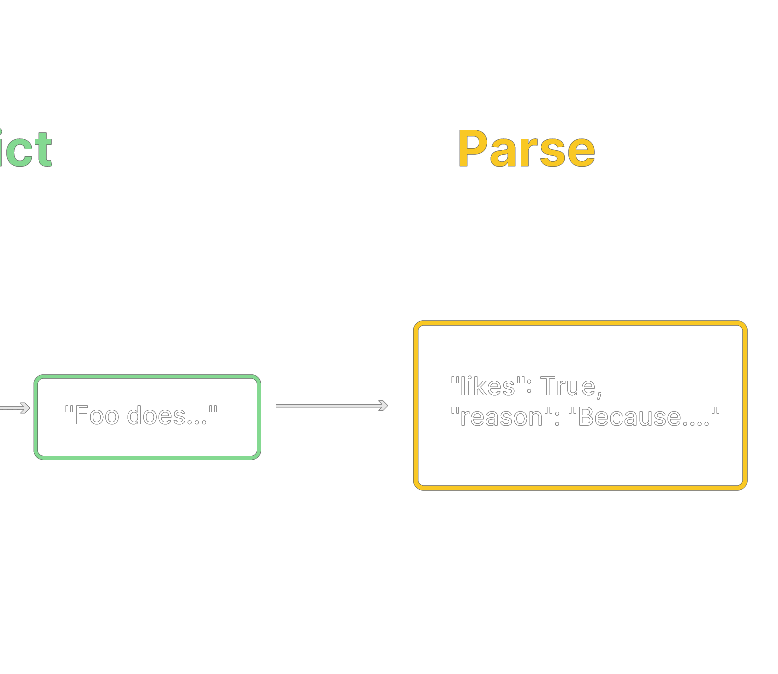 ict
Parse
"Foo does..."
"likes": True,
"reason": "Because...."